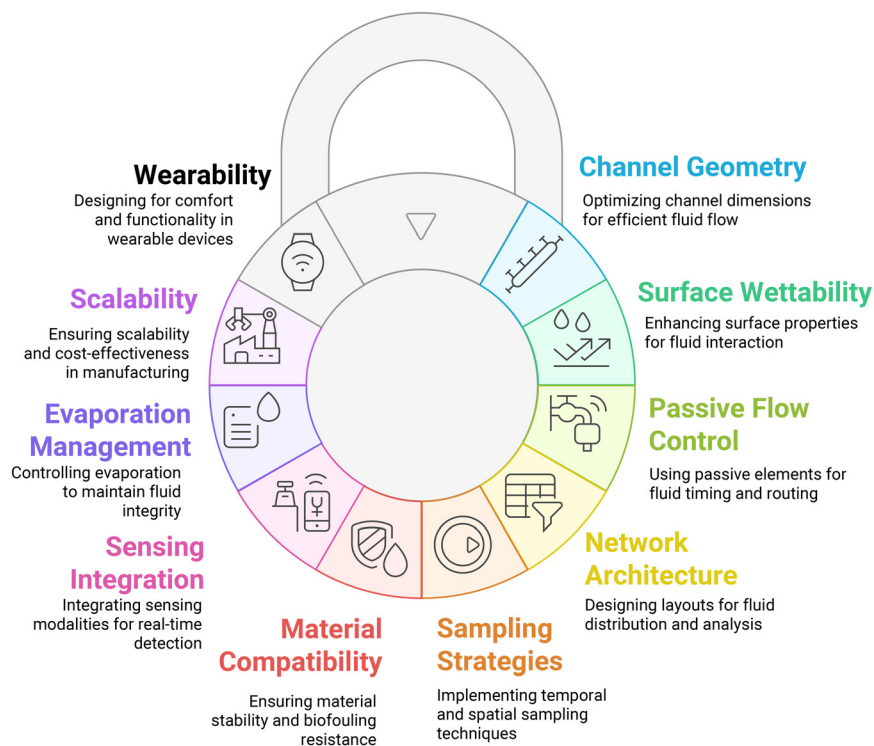 Wearability
Designing for comfort
and functionality in
wearable devices
Channel Geometry
Optimizing channel dimensions
for efficient fluid flow
Scalability
Ensuring scalability
and cost-effectiveness
in manufacturing
Surface Wettability
Enhancing surface properties
for fluid interaction
Evaporation
Management
Controlling evaporation
to maintain fluid
integrity
Passive Flow
Control
Using passive elements for
fluid timing and routing
Sensing
Integration
Integrating sensing
modalities for real-time
detection
Network
Architecture
Designing layouts for fluid
distribution and analysis
Material
Compatibility
Ensuring material
stability and biofouling
resistance
Sampling
Strategies
Implementing temporal
and spatial sampling
techniques